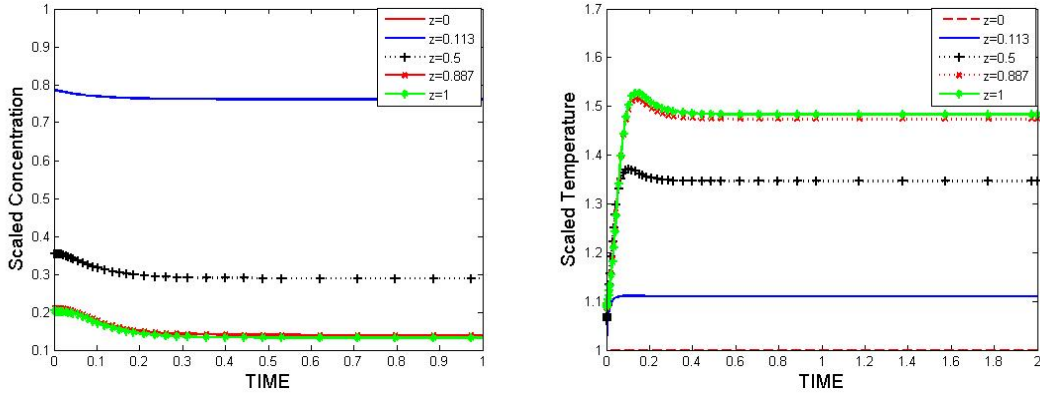 1
0.9
0.8
0.7
0.6
0.5
0.4
0.3
0.2
0.1
Scaled Concentration
0 0.1 0.2 0.3 0.4 0.5 0.6 0.7 0.8 0.9 1
TIME
z=0
z=0.113
z=0.5
z=0.887
z=1
1.7
1.6
1.5
1.4
1.3
1.2
1.1
1
Scaled Temperature
0 0.2 0.4 0.6 0.8 1 1.2 1.4 1.6 1.8 2
TIME
z=0
z=0.113
z=0.5
z=0.887
z=1